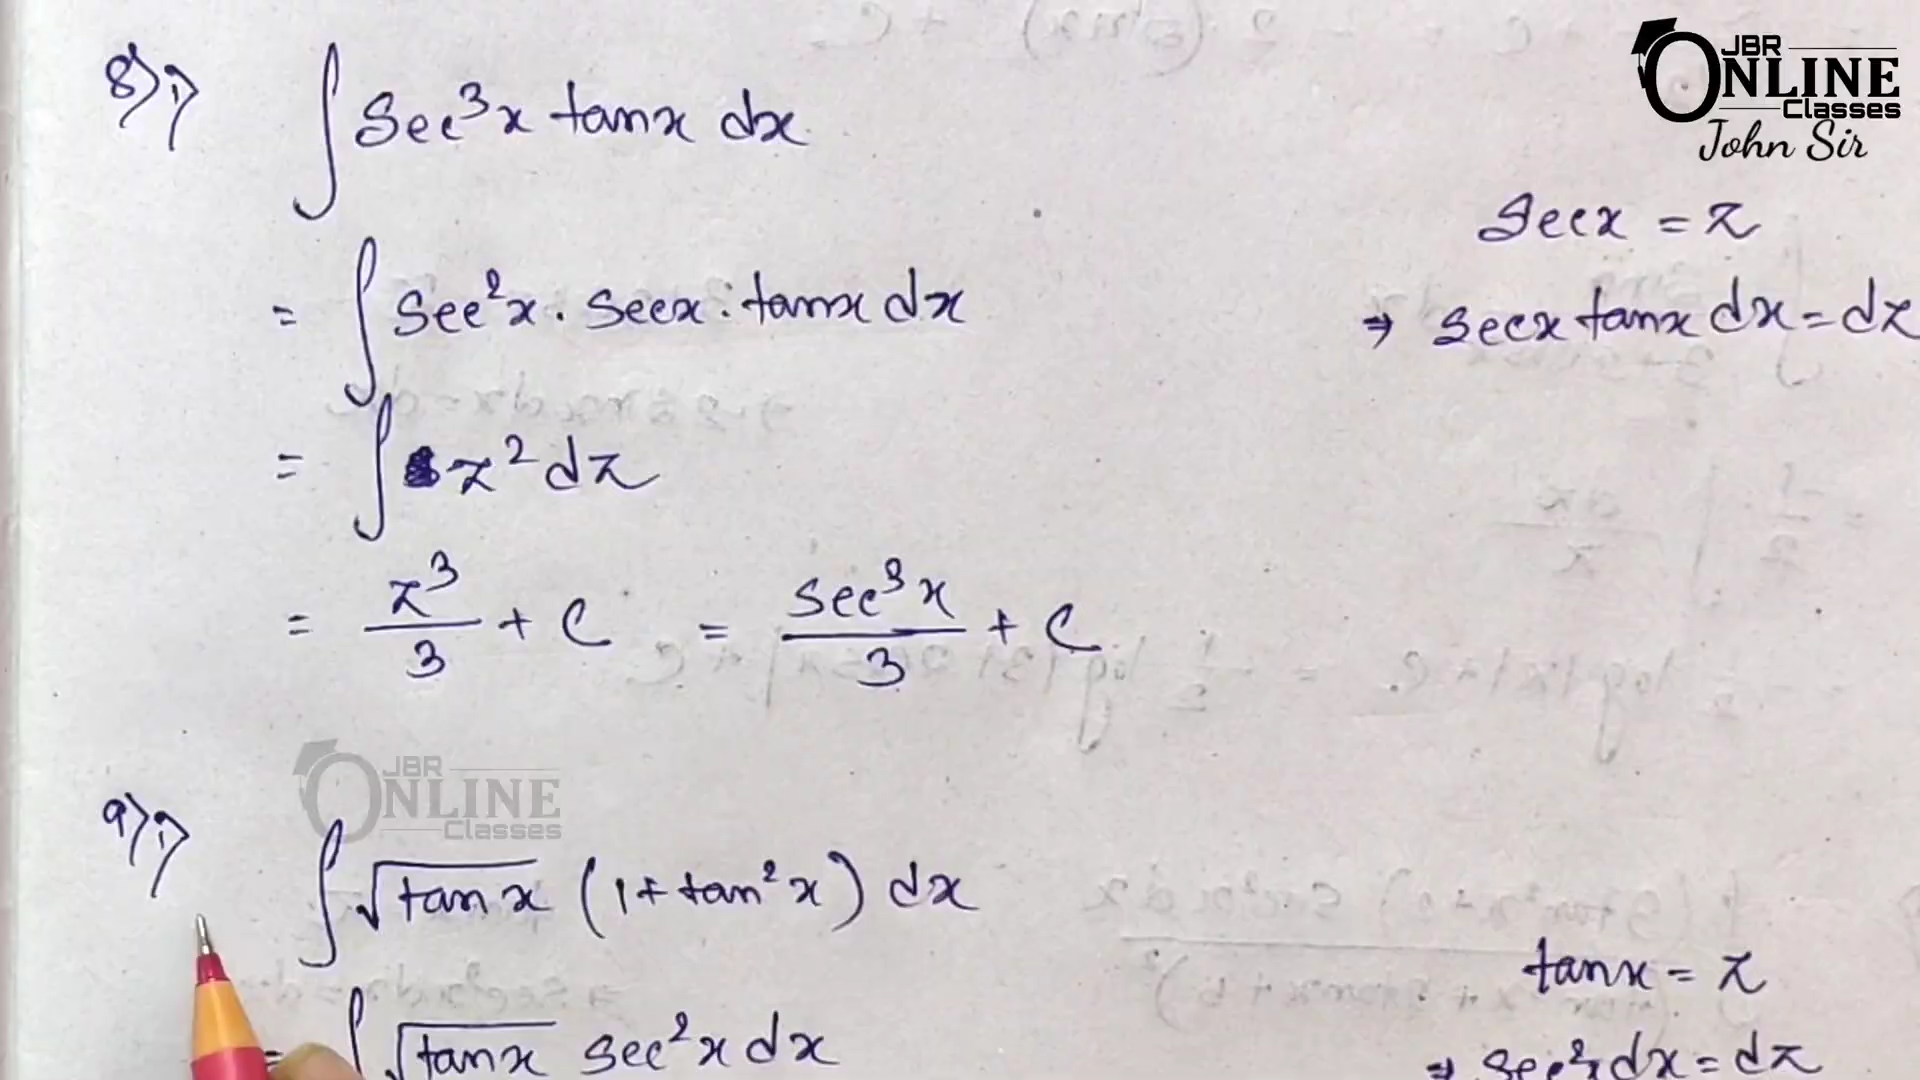 JBR
ONLINE
Classes
John Sir
8) i) ∫ sec³x tanx dx
secx = z
= ∫ sec²x . secx . tanx dx
⇒ secx tanx dx = dz
= ∫ z² dz
= z³/3 + C = sec³x/3 + C
JBR
ONLINE
Classes
9) i) ∫ √tanx (1 + tan²x) dx
tanx = z
= ∫ √tanx sec²x dx
⇒ sec²x dx = dz